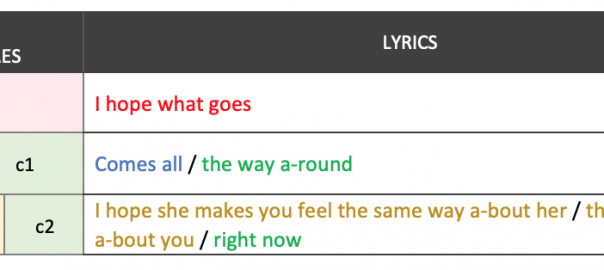 LYRICS
ES
I hope what goes
c1 Comes all / the way a-round
c2 I hope she makes you feel the same way a-bout her / th
a-bout you / right now